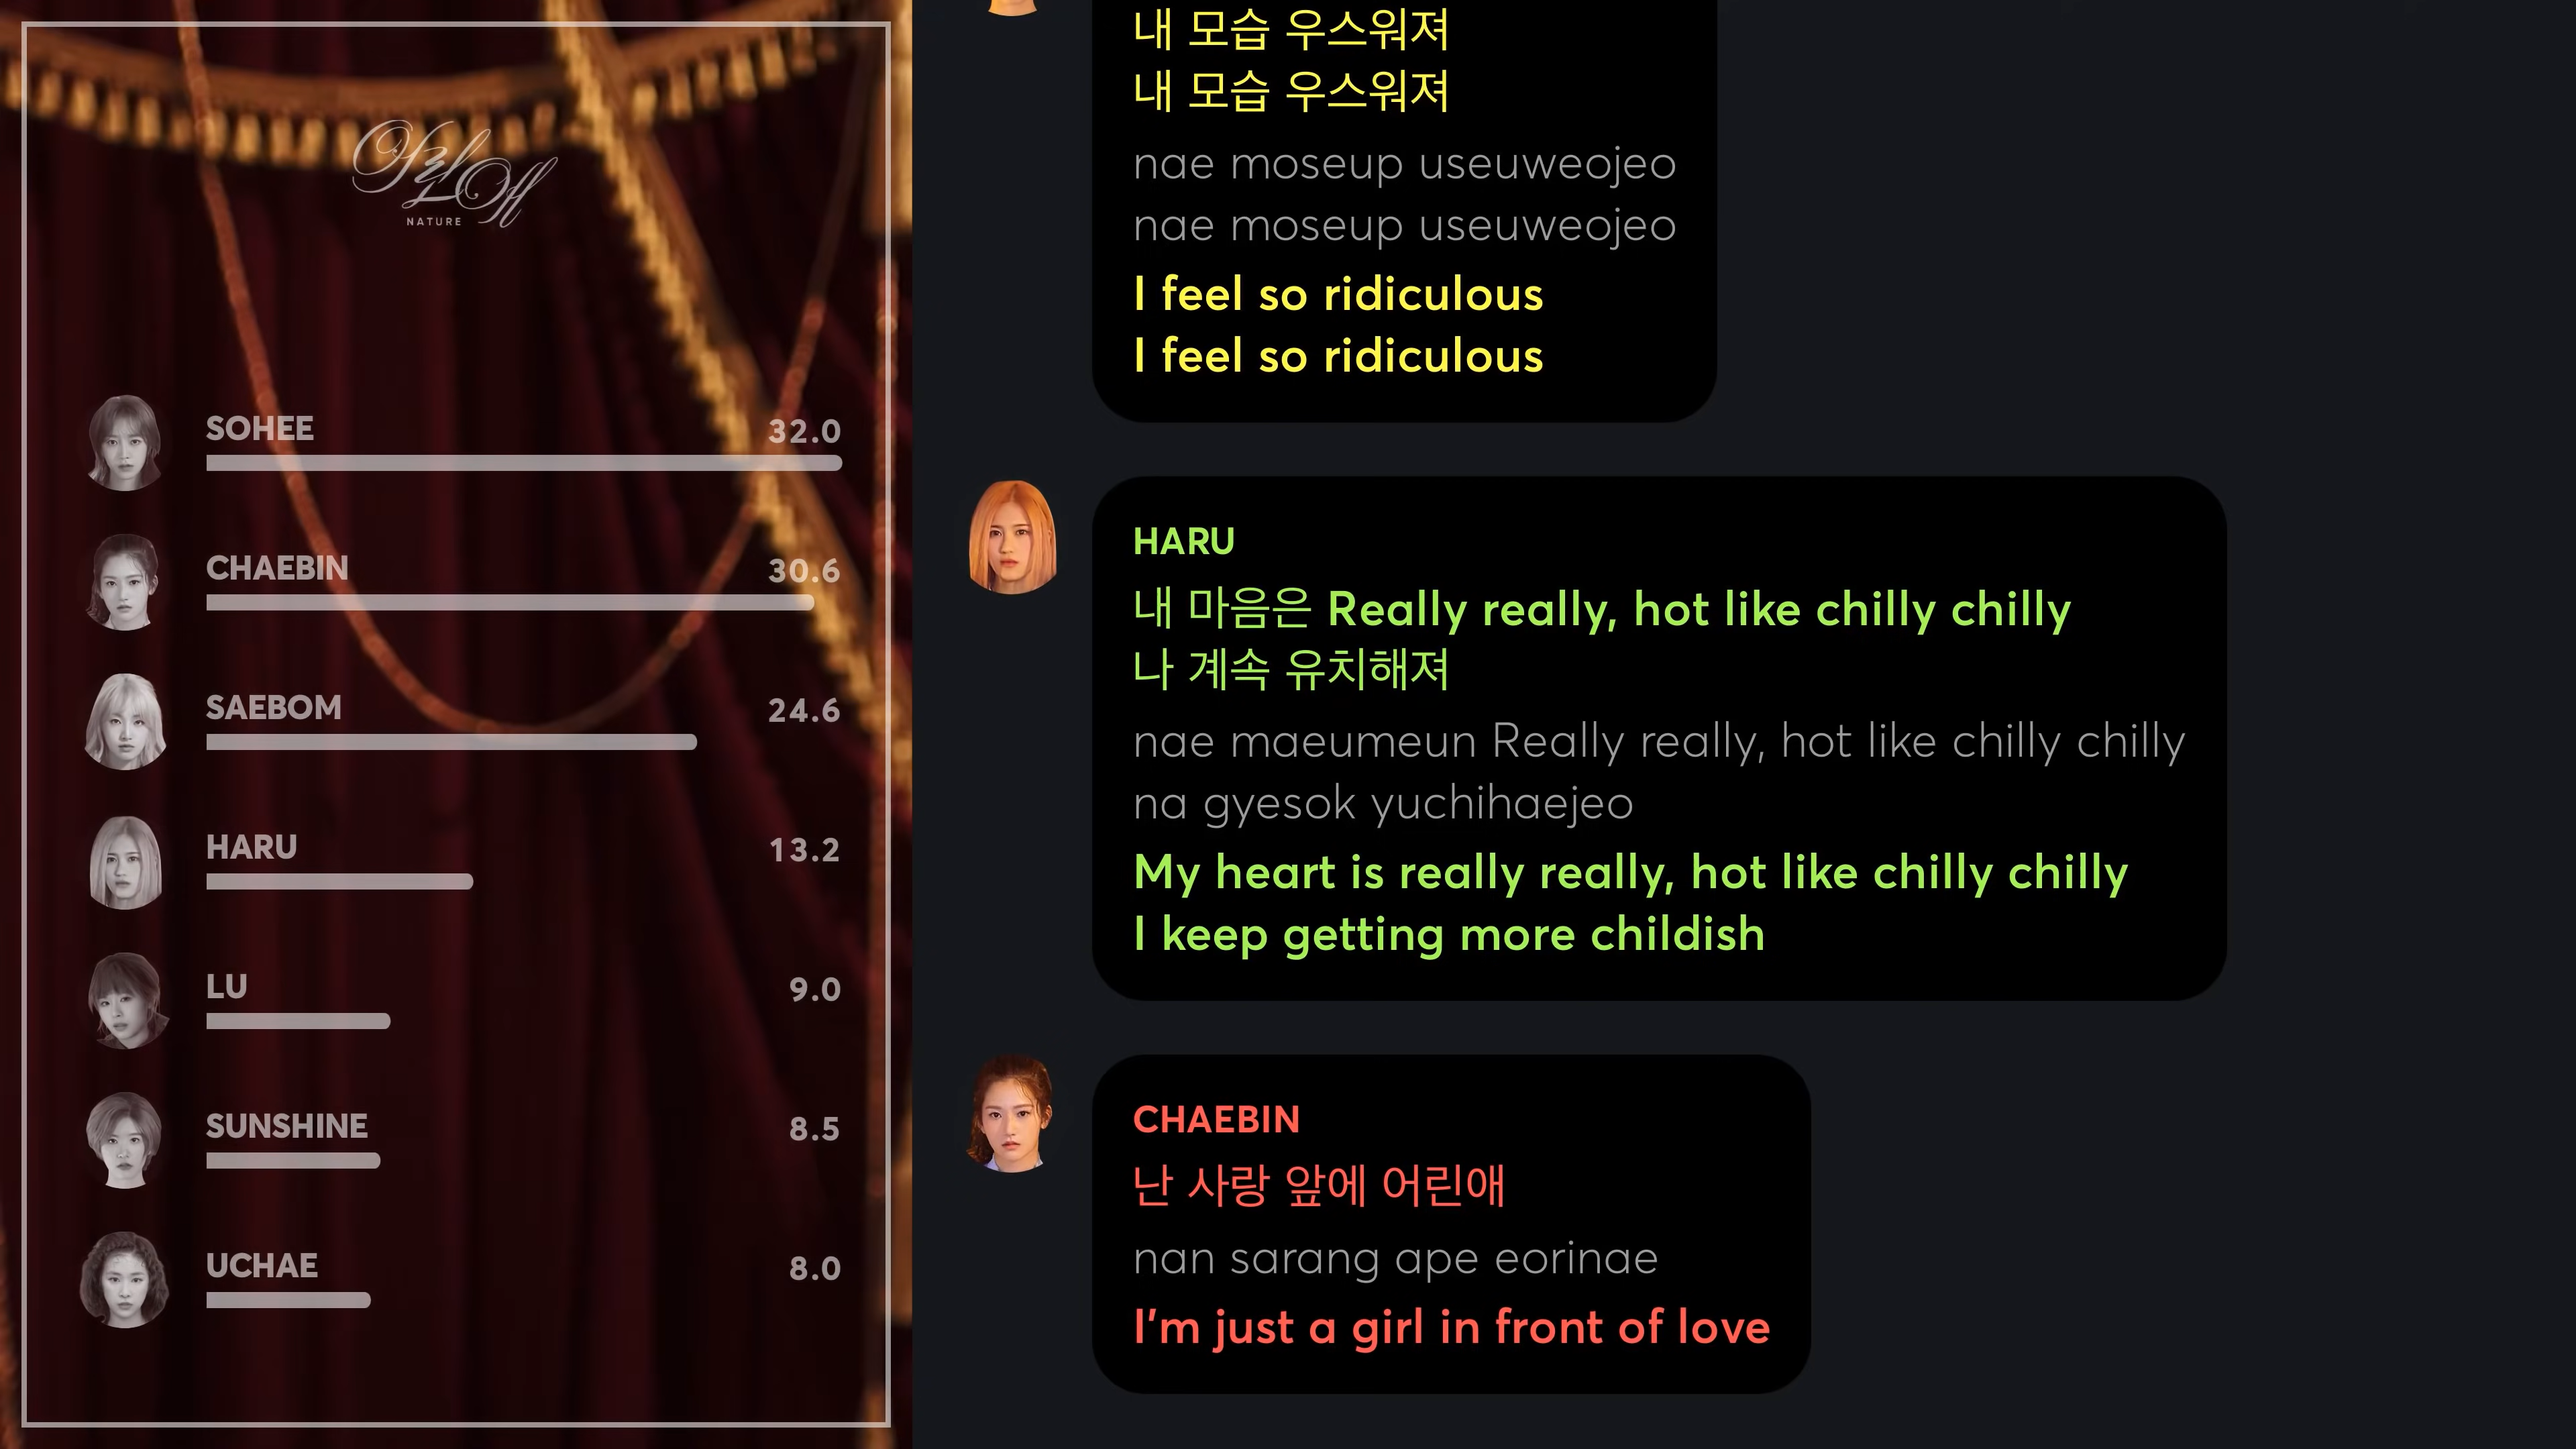 어린애
NATURE
SOHEE
32.0
CHAEBIN
30.6
SAEBOM
24.6
HARU
13.2
LU
9.0
SUNSHINE
8.5
UCHAE
8.0
내 모습 우스워져
내 모습 우스워져
nae moseup useuweojeo
nae moseup useuweojeo
I feel so ridiculous
I feel so ridiculous
HARU
내 마음은 Really really, hot like chilly chilly
나 계속 유치해져
nae maeumeun Really really, hot like chilly chilly
na gyesok yuchihaejeo
My heart is really really, hot like chilly chilly
I keep getting more childish
CHAEBIN
난 사랑 앞에 어린애
nan sarang ape eorinae
I'm just a girl in front of love